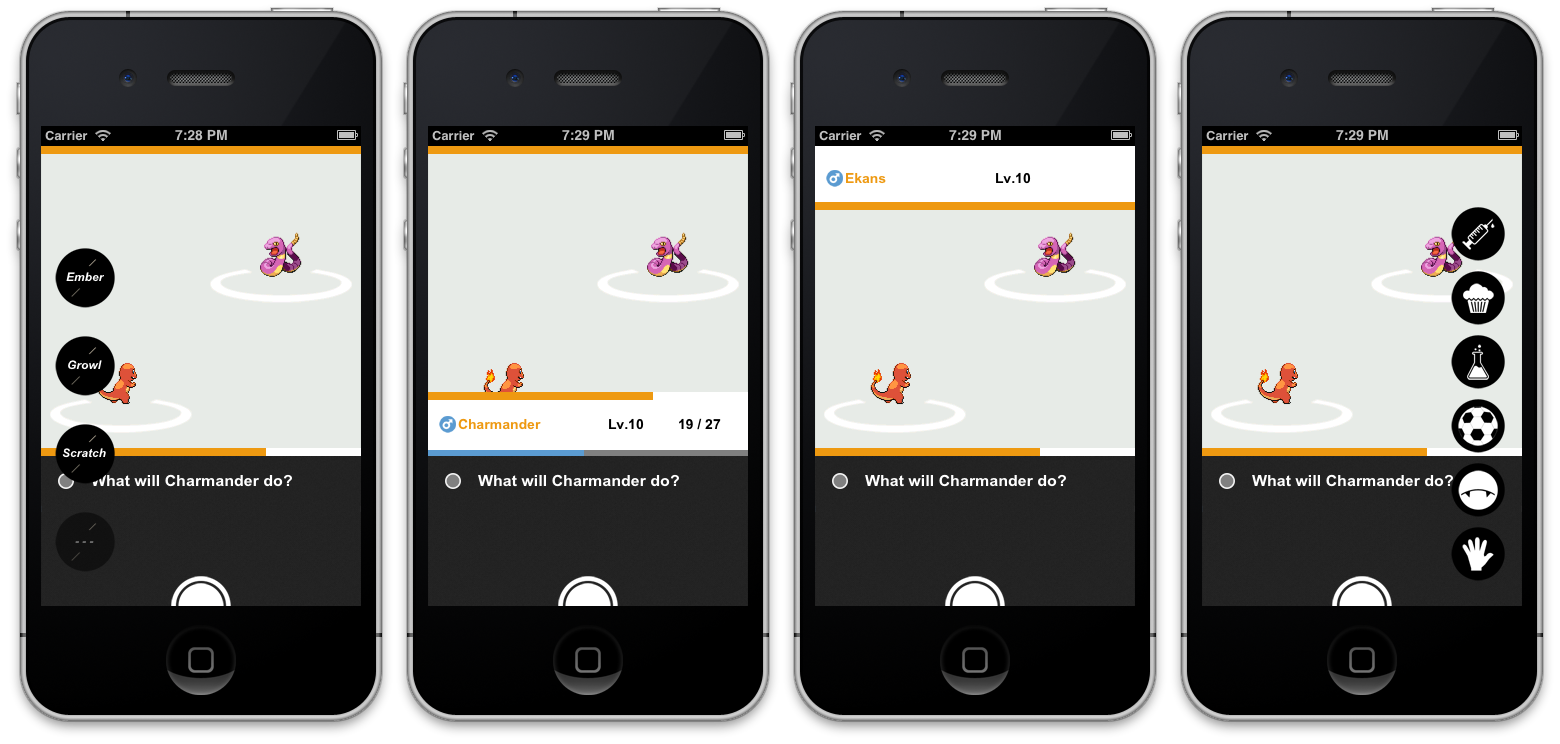 Carrier 7:28 PM
Ember
Growl
Scratch
What will Charmander do?
---
Carrier 7:29 PM
Charmander Lv.10 19 / 27
What will Charmander do?
Carrier 7:29 PM
Ekans Lv.10
What will Charmander do?
Carrier 7:29 PM
What will Charmander do?